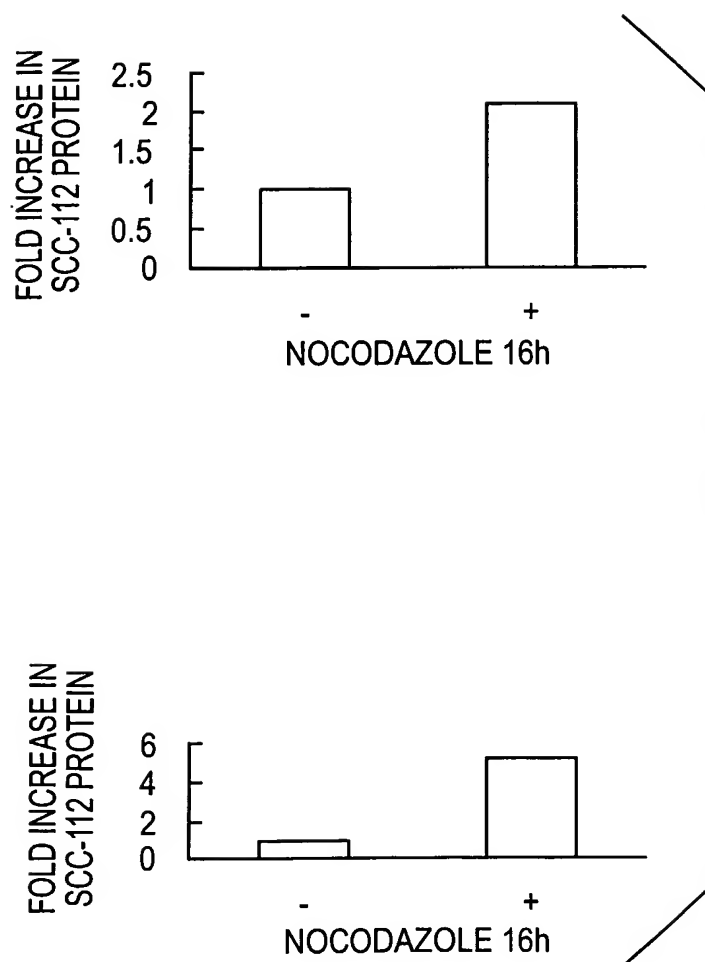 FOLD INCREASE IN
SCC-112 PROTEIN
2.5
2
1.5
1
0.5
0
- +
NOCODAZOLE 16h
FOLD INCREASE IN
SCC-112 PROTEIN
6
4
2
0
- +
NOCODAZOLE 16h